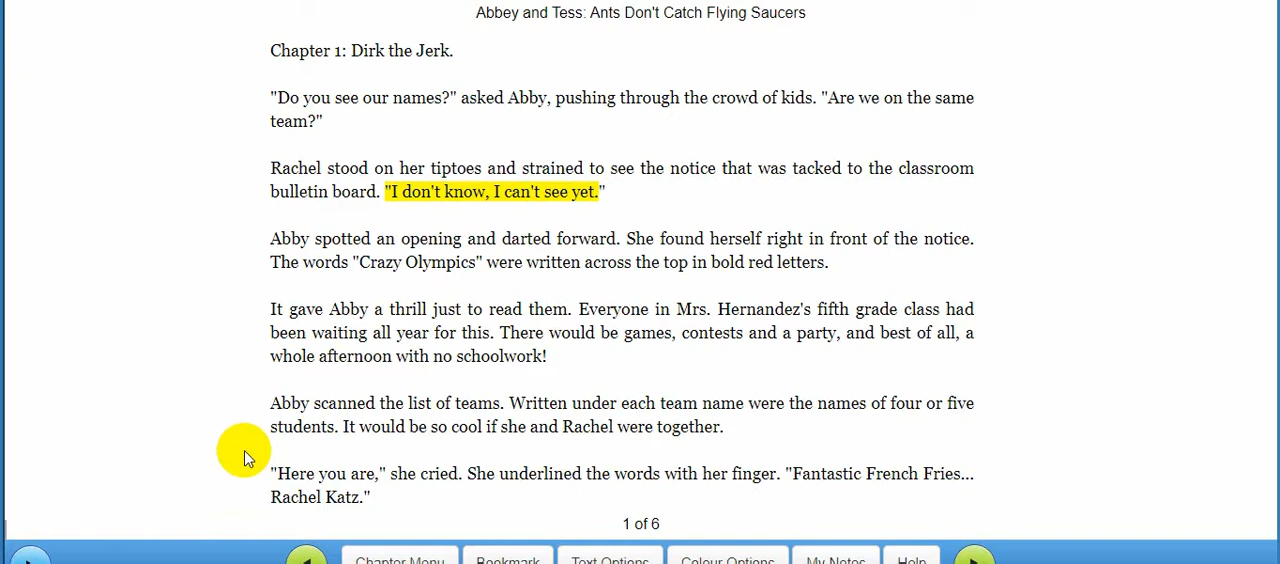 Abbey and Tess: Ants Don't Catch Flying Saucers
Chapter 1: Dirk the Jerk.
"Do you see our names?" asked Abby, pushing through the crowd of kids. "Are we on the same
team?"
Rachel stood on her tiptoes and strained to see the notice that was tacked to the classroom
bulletin board. "I don't know, I can't see yet."
Abby spotted an opening and darted forward. She found herself right in front of the notice.
The words "Crazy Olympics" were written across the top in bold red letters.
It gave Abby a thrill just to read them. Everyone in Mrs. Hernandez's fifth grade class had
been waiting all year for this. There would be games, contests and a party, and best of all, a
whole afternoon with no schoolwork!
Abby scanned the list of teams. Written under each team name were the names of four or five
students. It would be so cool if she and Rachel were together.
"Here you are," she cried. She underlined the words with her finger. "Fantastic French Fries...
Rachel Katz."
1 of 6
Chapter Menu Bookmark Text Options Colour Options My Notes Help